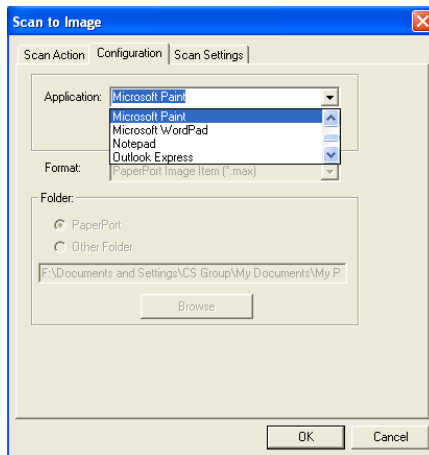 Scan to Image
Scan Action Configuration Scan Settings
Application: Microsoft Paint
Microsoft Paint
Microsoft WordPad
Notepad
Outlook Express
Format: PaperPort Image Item (*.max)
Folder:
PaperPort
Other Folder
F:\Documents and Settings\CS Group\My Documents\My P
Browse
OK Cancel